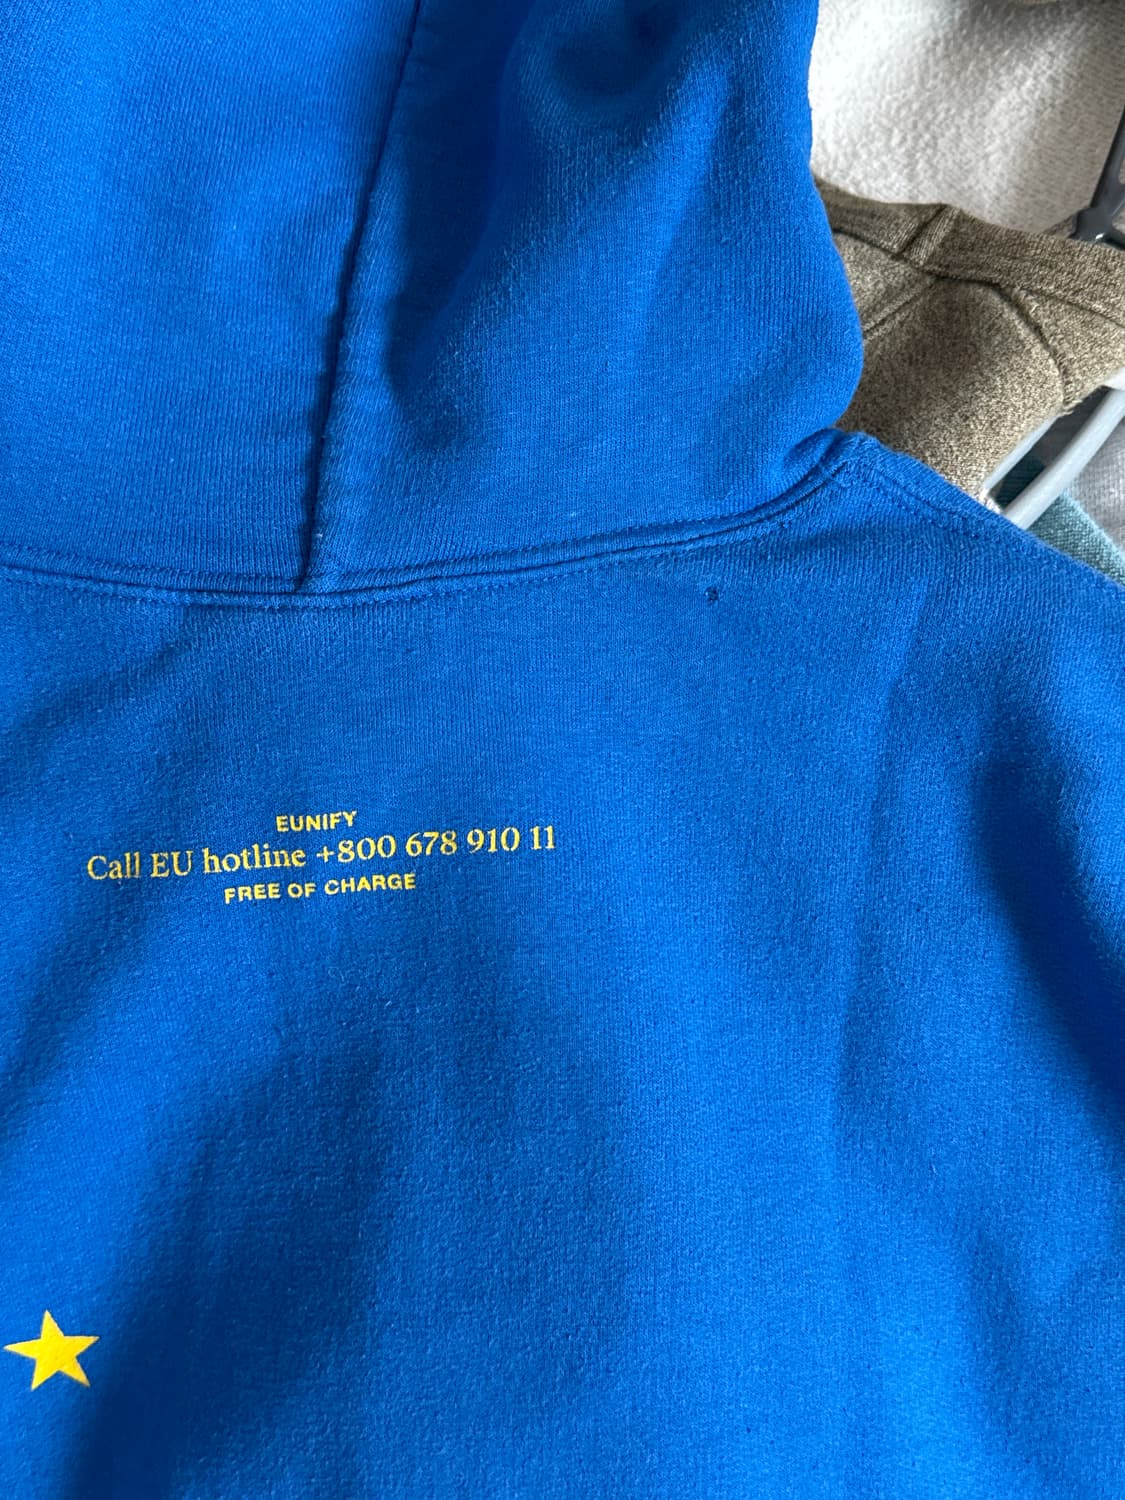 EUNIFY
Call EU hotline +800 678 910 11
FREE OF CHARGE